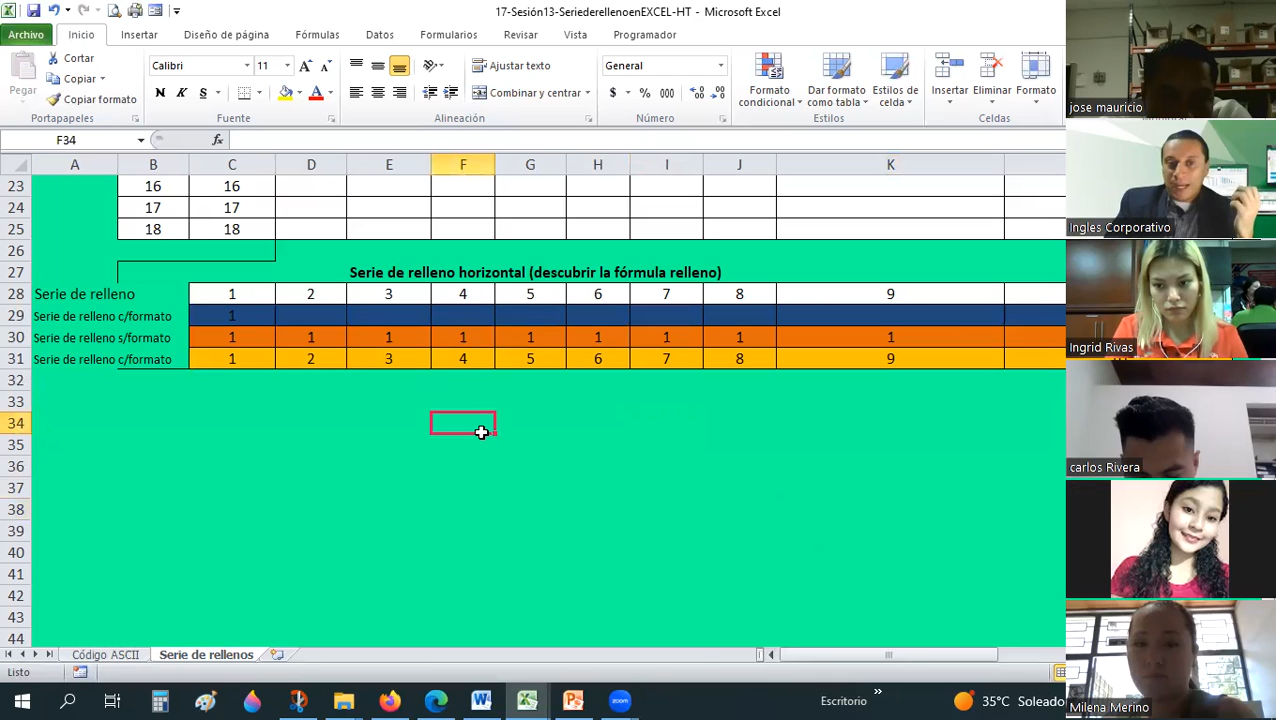 17-Sesión13-SeriederellenoenEXCEL-HT - Microsoft Excel
Archivo Inicio Insertar Diseño de página Fórmulas Datos Formularios Revisar Vista Programador
Pegar
Cortar
Copiar
Copiar formato
Portapapeles
Calibri 11
N K S
Fuente
Ajustar texto
Combinar y centrar
Alineación
General
$ % 000
Número
Formato condicional
Dar formato como tabla
Estilos de celda
Estilos
Insertar Eliminar Formato
Celdas
F34 fx
A B C D E F G H I J K
23 16 16
24 17 17
25 18 18
26
27 Serie de relleno horizontal (descubrir la fórmula relleno)
28 Serie de relleno 1 2 3 4 5 6 7 8 9
29 Serie de relleno c/formato 1
30 Serie de relleno s/formato 1 1 1 1 1 1 1 1 1
31 Serie de relleno c/formato 1 2 3 4 5 6 7 8 9
32
33
34
35
36
37
38
39
40
41
42
43
44
Código ASCII Serie de rellenos
Listo
Escritorio » 35°C Soleado
zoom
jose mauricio
Ingles Corporativo
Ingrid Rivas
carlos Rivera
Milena Merino